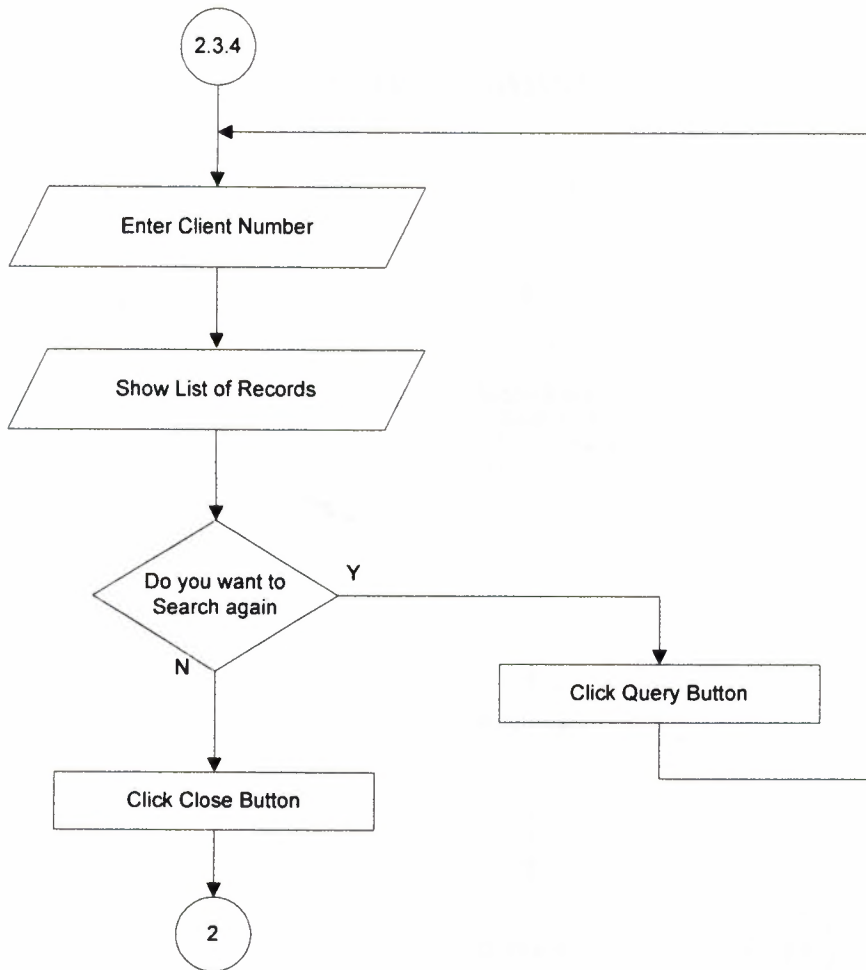 2.3.4
Enter Client Number
Show List of Records
Do you want to
Search again
Y
N
Click Query Button
Click Close Button
2